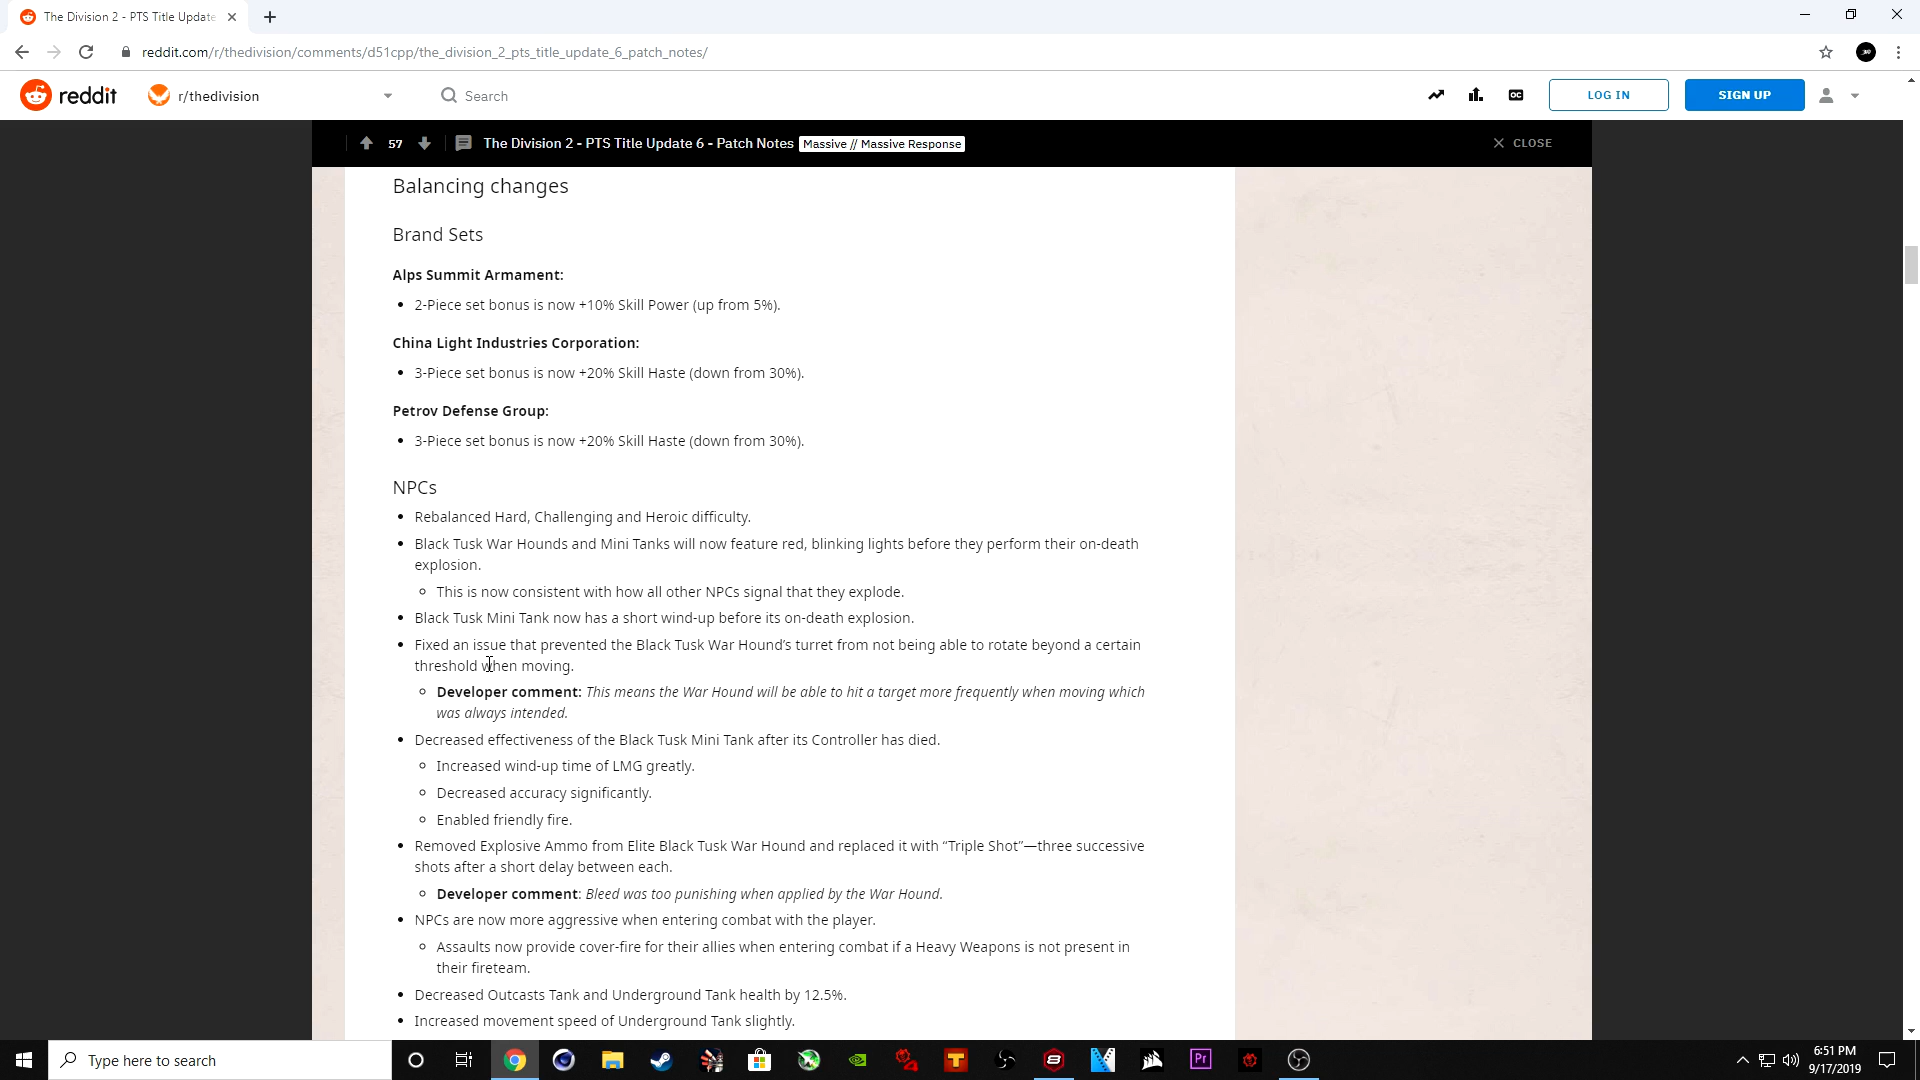 The Division 2 - PTS Title Update
reddit.com/r/thedivision/comments/d51cpp/the_division_2_pts_title_update_6_patch_notes/
reddit
r/thedivision
Search
LOG IN
SIGN UP
57
The Division 2 - PTS Title Update 6 - Patch Notes Massive // Massive Response
CLOSE
Balancing changes
Brand Sets
Alps Summit Armament:
• 2-Piece set bonus is now +10% Skill Power (up from 5%).
China Light Industries Corporation:
• 3-Piece set bonus is now +20% Skill Haste (down from 30%).
Petrov Defense Group:
• 3-Piece set bonus is now +20% Skill Haste (down from 30%).
NPCs
• Rebalanced Hard, Challenging and Heroic difficulty.
• Black Tusk War Hounds and Mini Tanks will now feature red, blinking lights before they perform their on-death
explosion.
○ This is now consistent with how all other NPCs signal that they explode.
• Black Tusk Mini Tank now has a short wind-up before its on-death explosion.
• Fixed an issue that prevented the Black Tusk War Hound’s turret from not being able to rotate beyond a certain
threshold when moving.
○ Developer comment: This means the War Hound will be able to hit a target more frequently when moving which
was always intended.
• Decreased effectiveness of the Black Tusk Mini Tank after its Controller has died.
○ Increased wind-up time of LMG greatly.
○ Decreased accuracy significantly.
○ Enabled friendly fire.
• Removed Explosive Ammo from Elite Black Tusk War Hound and replaced it with “Triple Shot”—three successive
shots after a short delay between each.
○ Developer comment: Bleed was too punishing when applied by the War Hound.
• NPCs are now more aggressive when entering combat with the player.
○ Assaults now provide cover-fire for their allies when entering combat if a Heavy Weapons is not present in
their fireteam.
• Decreased Outcasts Tank and Underground Tank health by 12.5%.
• Increased movement speed of Underground Tank slightly.
Type here to search
6:51 PM
9/17/2019